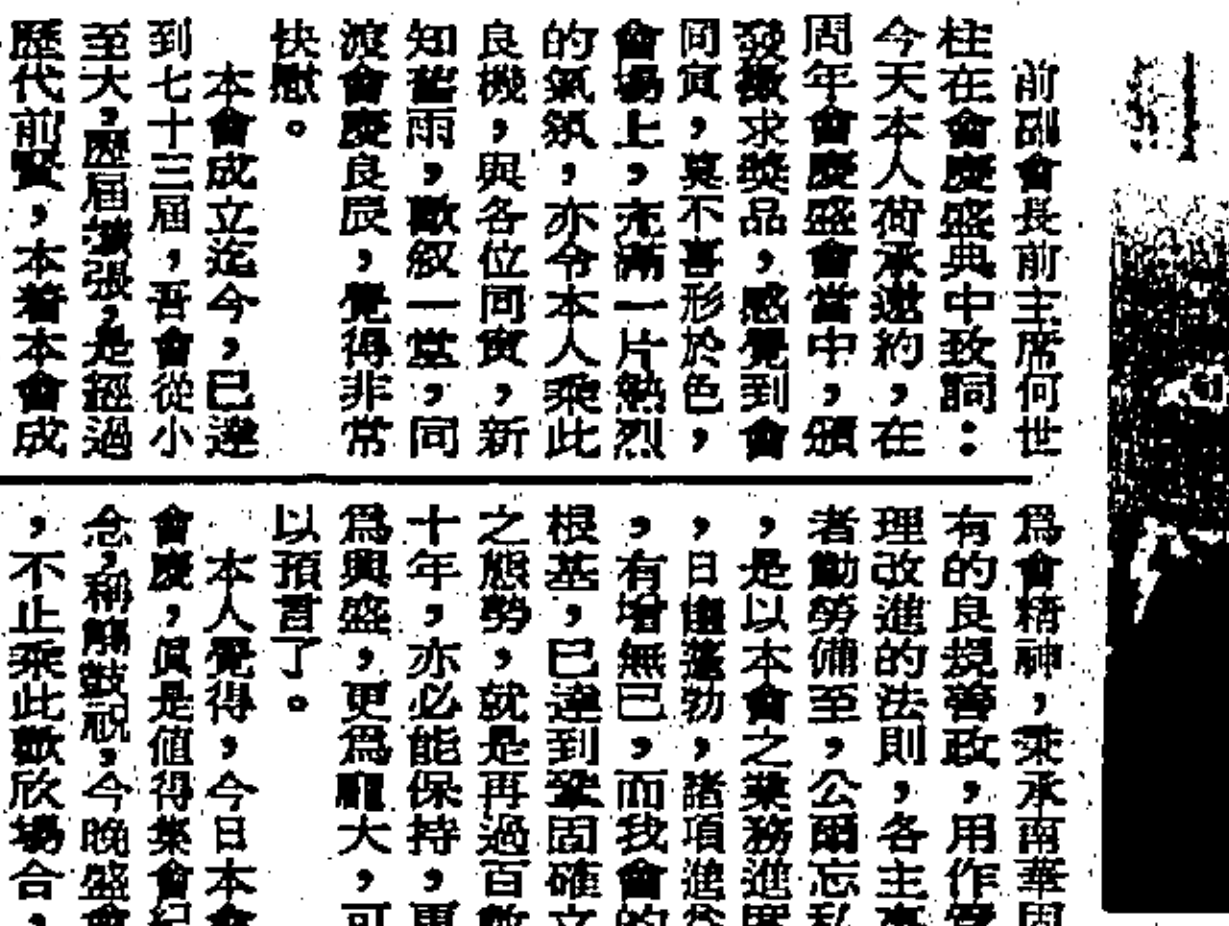 前副會長前主席何世
柱在會慶盛典中致詞：
今天本人荷承邀約，在
周年會慶盛會當中，頒
發徵求獎品，感覺到會
同寅，莫不喜形於色，
會場上，充滿一片熱烈
的氣氛，亦令本人乘此
良機，與各位同寅，新
知舊雨，歡叙一堂，同
渡會慶良辰，覺得非常
快慰。
本會成立迄今，已達
到七十三屆，吾會從小
至大，歷屆擴張，是經過
歷代前賢，本着本會成
爲會精神，秉承南華固
有的良規善政，用作
理改進的法則，各主
者勤勞備至，公爾忘私
，是以本會之業務進
，日趨蓬勃，諸項進
，有增無已，而我會的
根基，已達到鞏固確立
之態勢，就是再過百數
十年，亦必能保持，更
爲興盛，更爲龐大，可
以預言了。
本人覺得，今日本會
會慶，眞是値得集會紀
念，稱觴鼓祝，今晚盛會
，不止乘此歡欣場合，